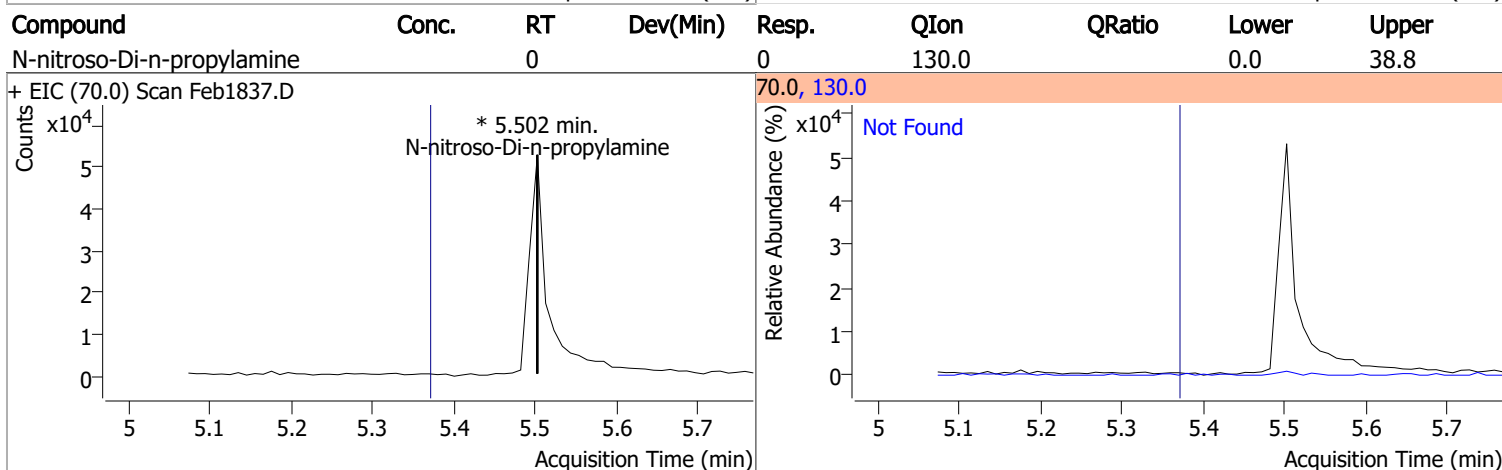 Compound Conc. RT Dev(Min) Resp. QIon QRatio Lower Upper
N-nitroso-Di-n-propylamine 0 0 130.0 0.0 38.8
+ EIC (70.0) Scan Feb1837.D
Counts
x10⁴
5
4
3
2
1
0
* 5.502 min.
N-nitroso-Di-n-propylamine
5 5.1 5.2 5.3 5.4 5.5 5.6 5.7
Acquisition Time (min)
70.0, 130.0
Relative Abundance (%)
x10⁴
Not Found
5
4
3
2
1
0
5 5.1 5.2 5.3 5.4 5.5 5.6 5.7
Acquisition Time (min)